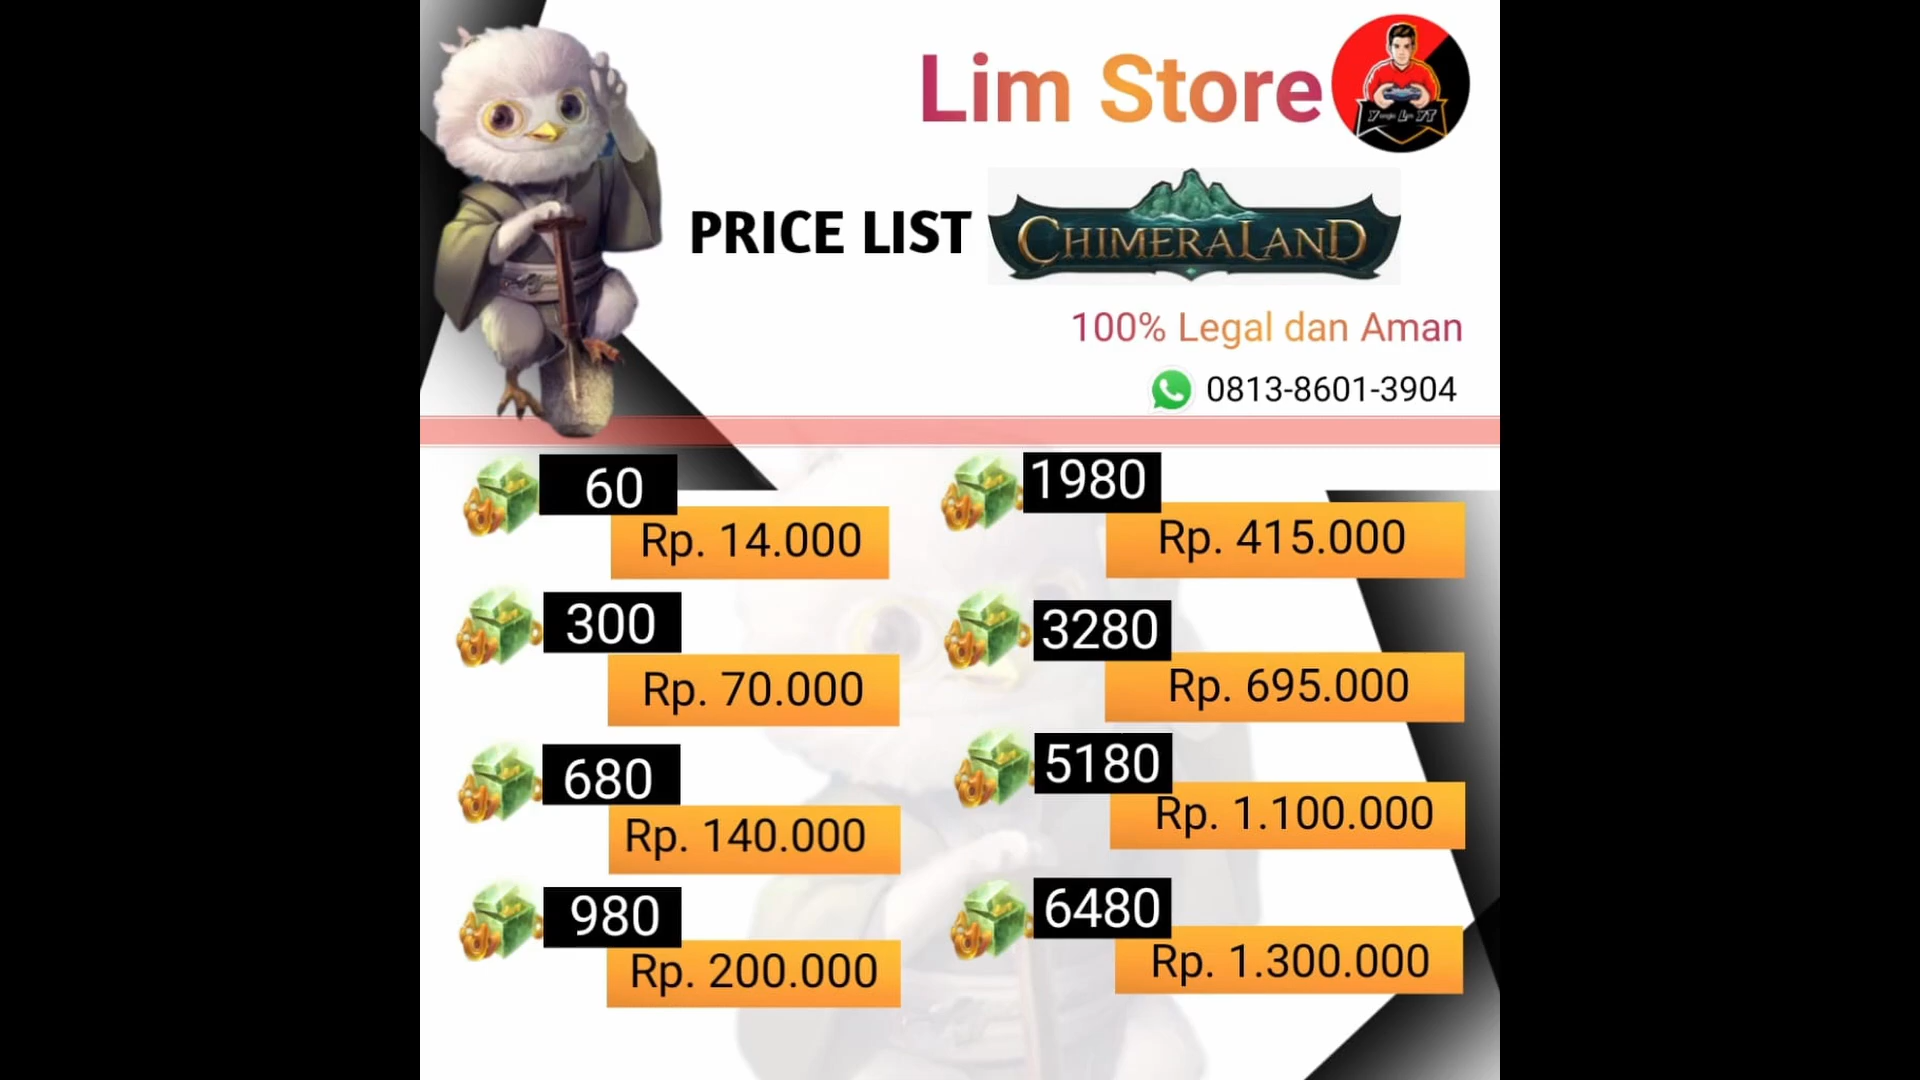 Lim Store
PRICE LIST
CHIMERALAND
100% Legal dan Aman
0813-8601-3904
60
Rp. 14.000
300
Rp. 70.000
680
Rp. 140.000
980
Rp. 200.000
1980
Rp. 415.000
3280
Rp. 695.000
5180
Rp. 1.100.000
6480
Rp. 1.300.000